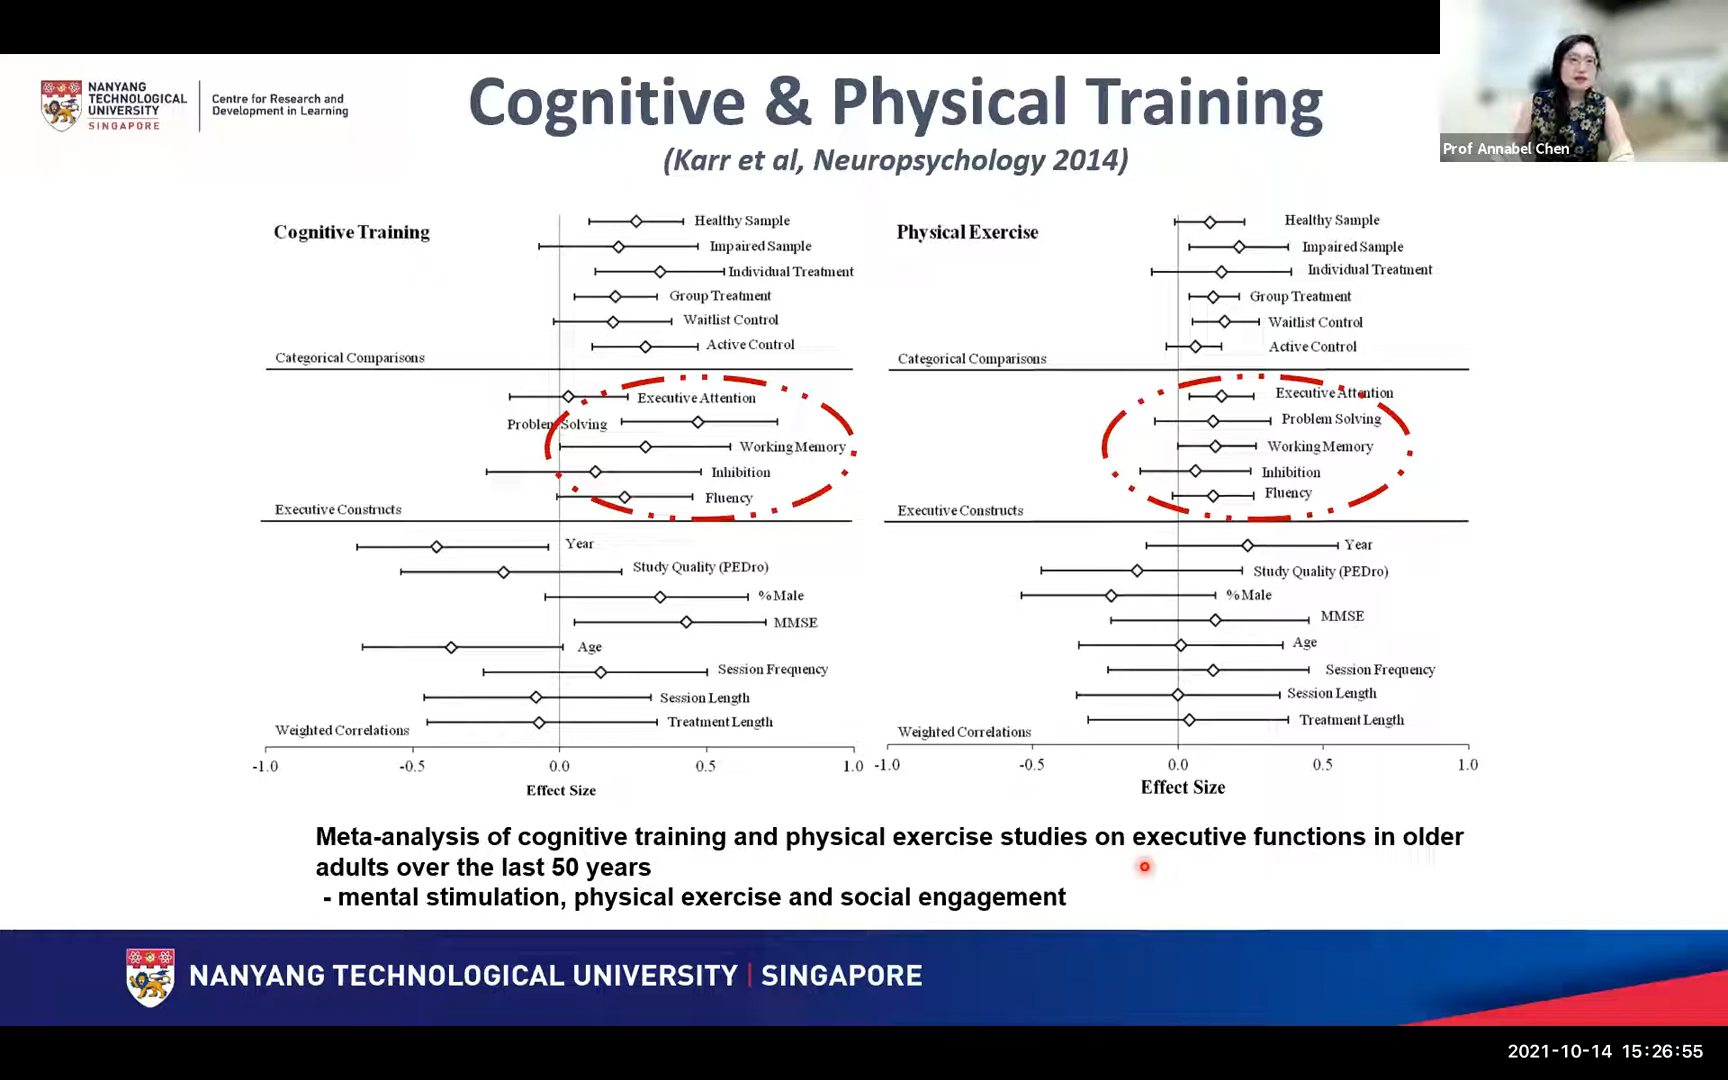 NANYANG
TECHNOLOGICAL
UNIVERSITY
SINGAPORE
Centre for Research and
Development in Learning
Cognitive & Physical Training
(Karr et al, Neuropsychology 2014)
Prof Annabel Chen
Cognitive Training
Healthy Sample
Impaired Sample
Individual Treatment
Group Treatment
Waitlist Control
Active Control
Categorical Comparisons
Executive Attention
Problem Solving
Working Memory
Inhibition
Fluency
Executive Constructs
Year
Study Quality (PEDro)
% Male
MMSE
Age
Session Frequency
Session Length
Treatment Length
Weighted Correlations
-1.0 -0.5 0.0 0.5 1.0
Effect Size
Physical Exercise
Healthy Sample
Impaired Sample
Individual Treatment
Group Treatment
Waitlist Control
Active Control
Categorical Comparisons
Executive Attention
Problem Solving
Working Memory
Inhibition
Fluency
Executive Constructs
Year
Study Quality (PEDro)
% Male
MMSE
Age
Session Frequency
Session Length
Treatment Length
Weighted Correlations
-1.0 -0.5 0.0 0.5 1.0
Effect Size
Meta-analysis of cognitive training and physical exercise studies on executive functions in older
adults over the last 50 years
- mental stimulation, physical exercise and social engagement
NANYANG TECHNOLOGICAL UNIVERSITY | SINGAPORE
2021-10-14 15:26:55